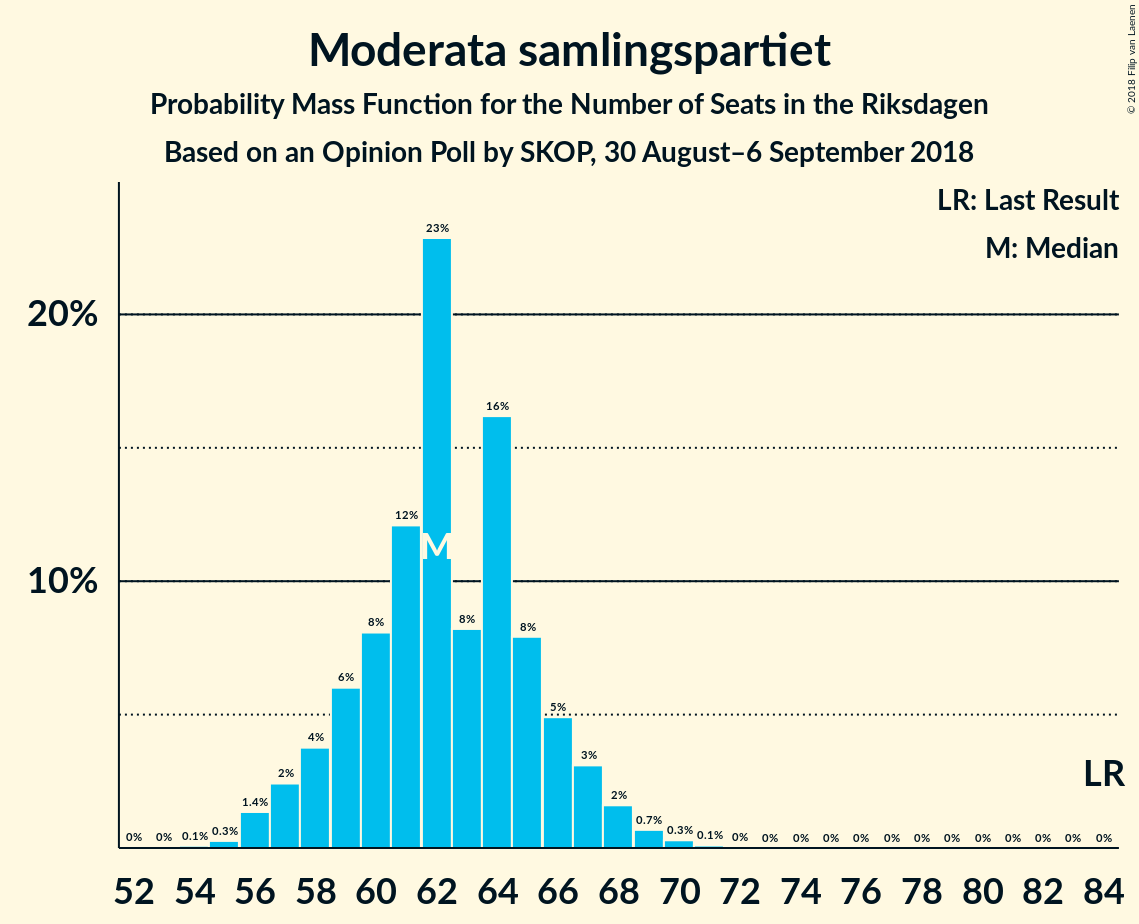 Moderata samlingspartiet
Probability Mass Function for the Number of Seats in the Riksdagen
Based on an Opinion Poll by SKOP, 30 August–6 September 2018
© 2018 Filip van Laenen
LR: Last Result
M: Median
20%
10%
0% 0% 0.1% 0.3% 1.4% 2% 4% 6% 8% 12% 23% 8% 16% 8% 5% 3% 2% 0.7% 0.3% 0.1% 0% 0% 0% 0% 0% 0% 0% 0% 0% 0% 0% 0% 0%
M
LR
52 54 56 58 60 62 64 66 68 70 72 74 76 78 80 82 84